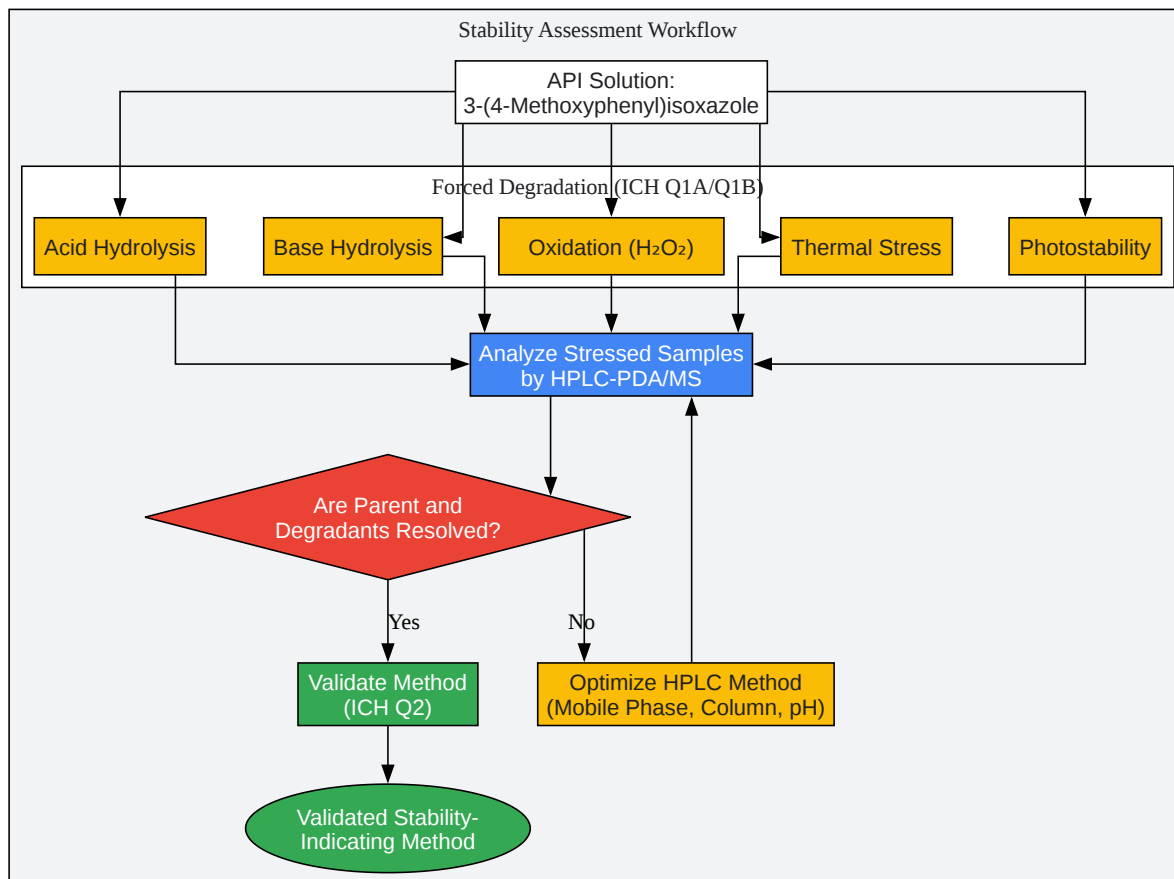 Stability Assessment Workflow
API Solution:
3-(4-Methoxyphenyl)isoxazole
Forced Degradation (ICH Q1A/Q1B)
Acid Hydrolysis
Base Hydrolysis
Oxidation (H₂O₂)
Thermal Stress
Photostability
Analyze Stressed Samples
by HPLC-PDA/MS
Are Parent and
Degradants Resolved?
Yes
No
Validate Method
(ICH Q2)
Optimize HPLC Method
(Mobile Phase, Column, pH)
Validated Stability-
Indicating Method